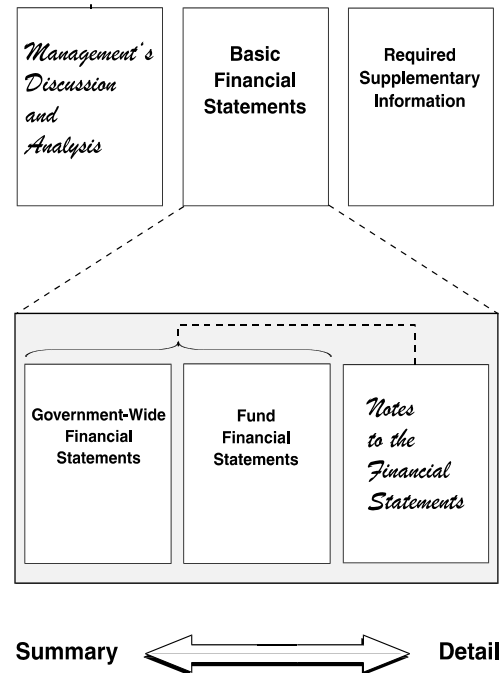 Management's
Discussion
and
Analysis
Basic
Financial
Statements
Required
Supplementary
Information
Government-Wide
Financial
Statements
Fund
Financial
Statements
Notes
to the
Financial
Statements
Summary
Detail